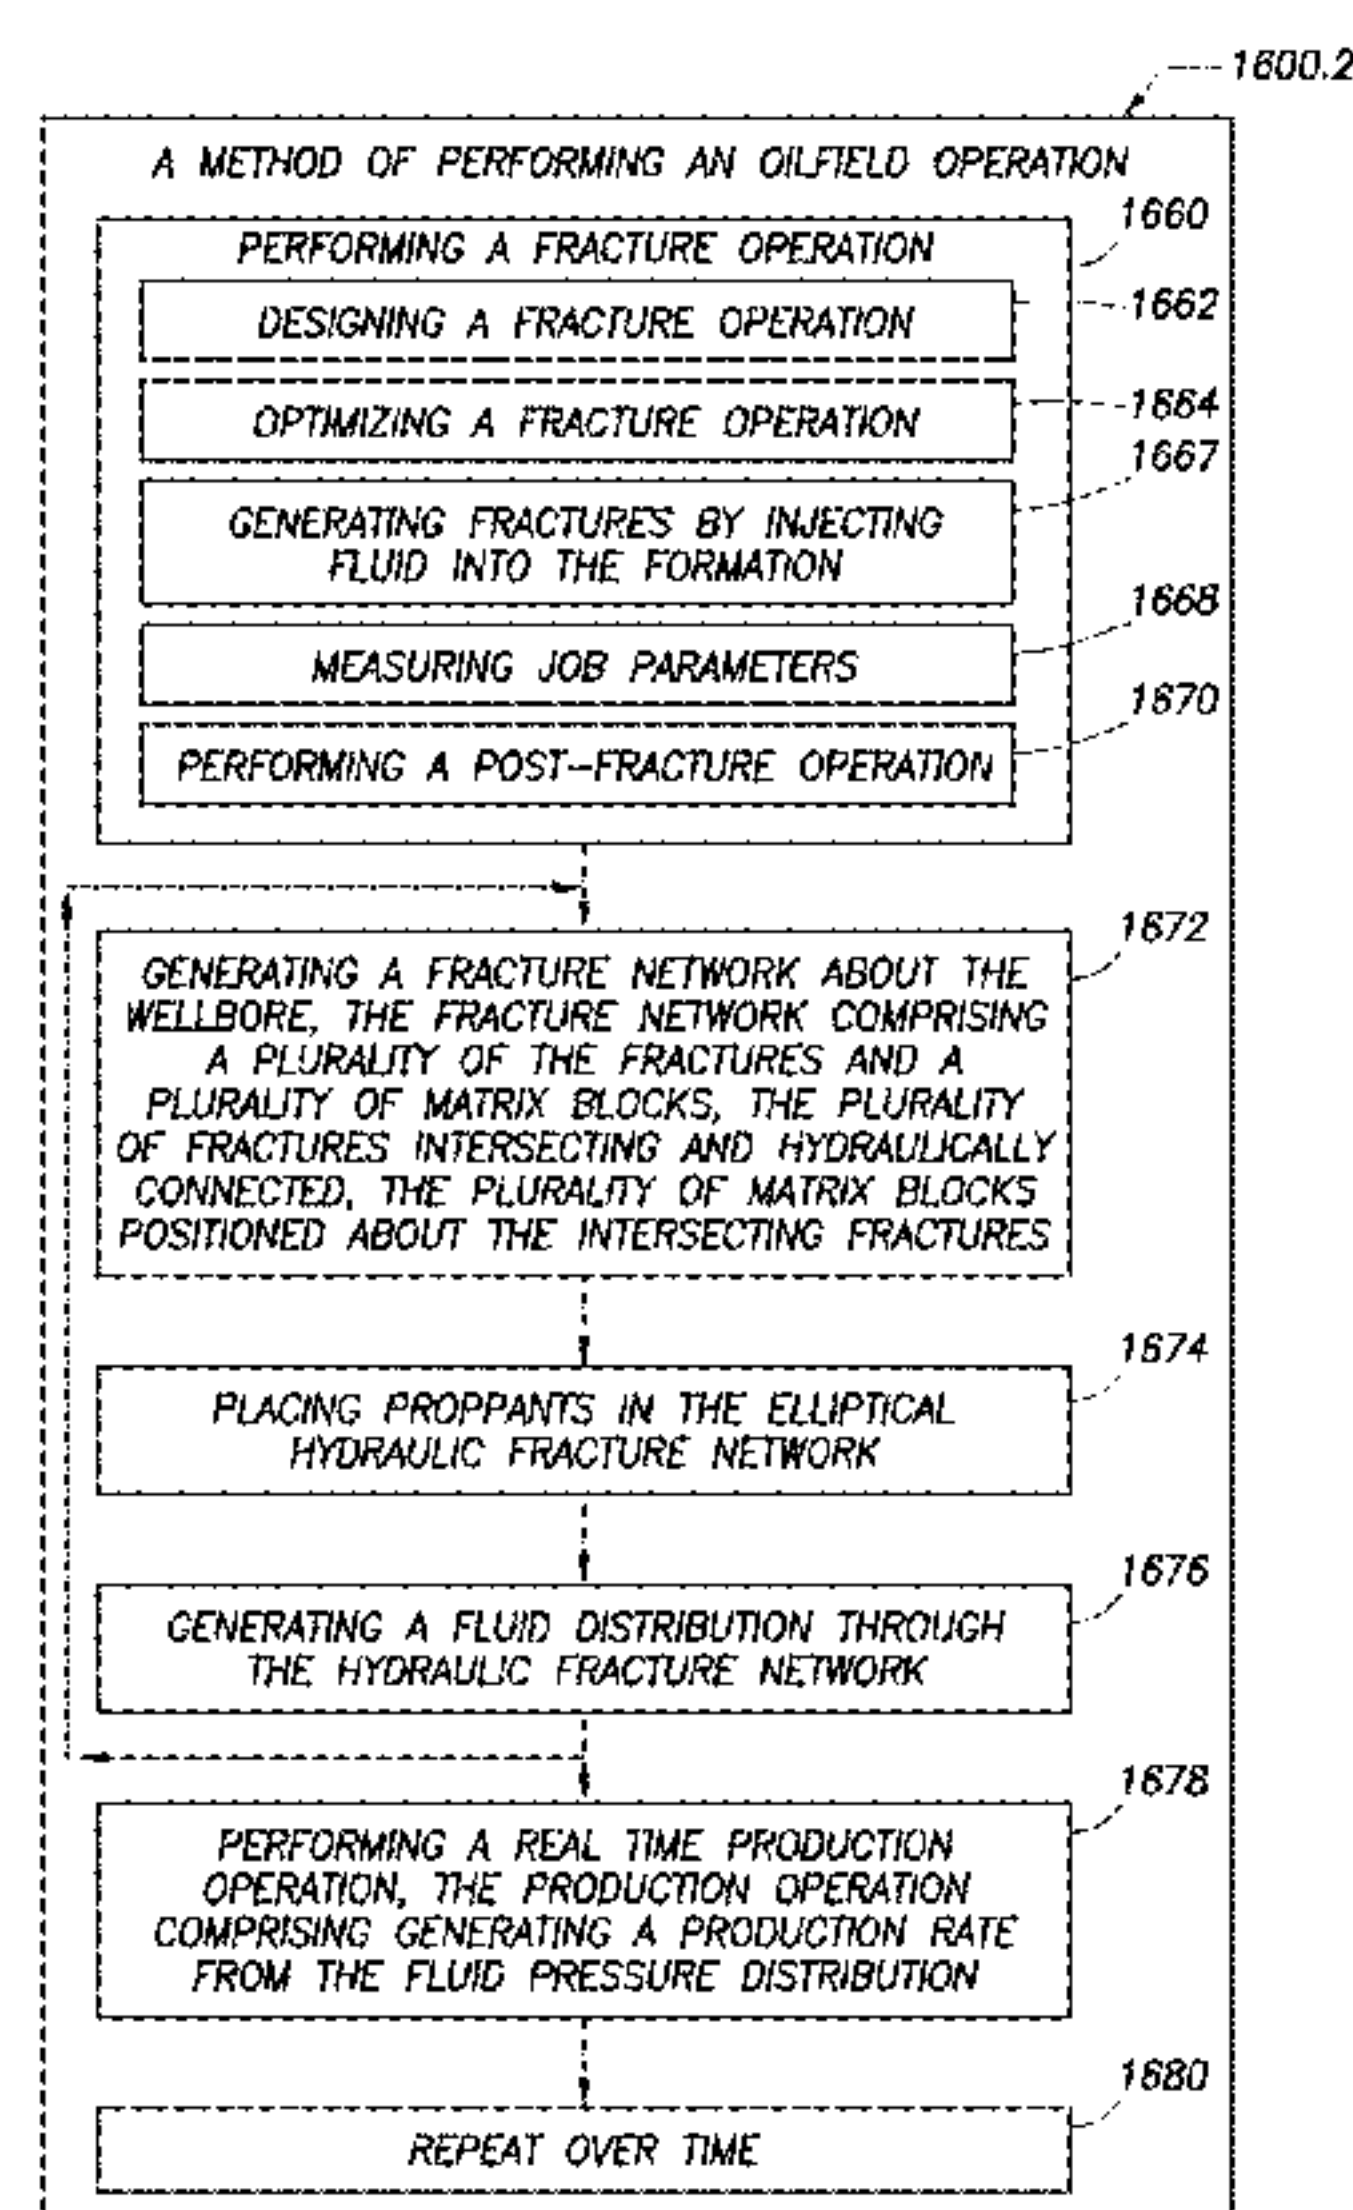 1600.2
A METHOD OF PERFORMING AN OILFIELD OPERATION
1660
PERFORMING A FRACTURE OPERATION
DESIGNING A FRACTURE OPERATION
1662
OPTIMIZING A FRACTURE OPERATION
1664
1667
GENERATING FRACTURES BY INJECTING
FLUID INTO THE FORMATION
1668
MEASURING JOB PARAMETERS
1670
PERFORMING A POST-FRACTURE OPERATION
1672
GENERATING A FRACTURE NETWORK ABOUT THE
WELLBORE, THE FRACTURE NETWORK COMPRISING
A PLURALITY OF THE FRACTURES AND A
PLURALITY OF MATRIX BLOCKS, THE PLURALITY
OF FRACTURES INTERSECTING AND HYDRAULICALLY
CONNECTED, THE PLURALITY OF MATRIX BLOCKS
POSITIONED ABOUT THE INTERSECTING FRACTURES
1674
PLACING PROPPANTS IN THE ELLIPTICAL
HYDRAULIC FRACTURE NETWORK
1676
GENERATING A FLUID DISTRIBUTION THROUGH
THE HYDRAULIC FRACTURE NETWORK
1678
PERFORMING A REAL TIME PRODUCTION
OPERATION, THE PRODUCTION OPERATION
COMPRISING GENERATING A PRODUCTION RATE
FROM THE FLUID PRESSURE DISTRIBUTION
1680
REPEAT OVER TIME